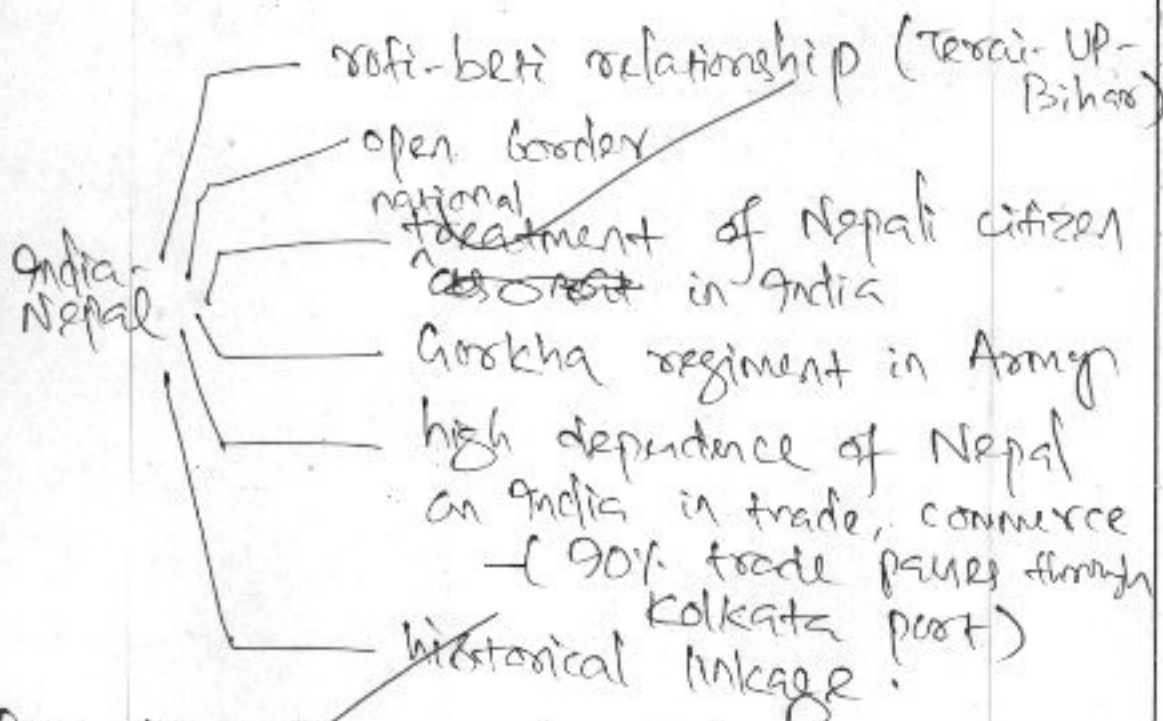 roti-beti relationship (Terai-UP-
Bihar)
open border
national
treatment of Nepali citizen
in India
India-
Nepal
Gorkha regiment in Army
high dependence of Nepal
on India in trade, commerce
(90% trade passes through
Kolkata port)
historical linkage.